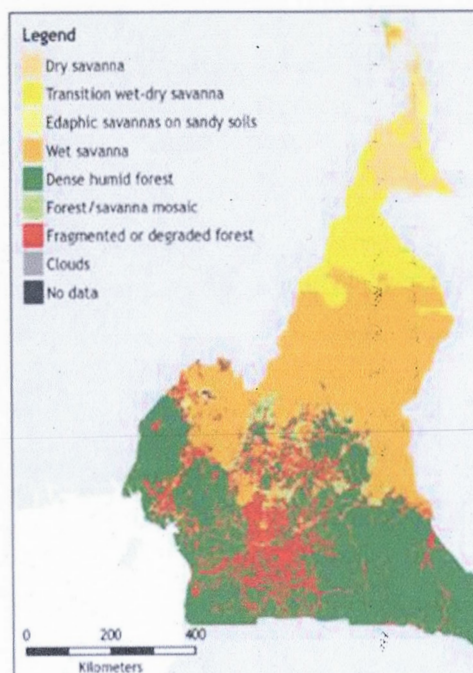 Legend
Dry savanna
Transition wet-dry savanna
Edaphic savannas on sandy soils
Wet savanna
Dense humid forest
Forest/savanna mosaic
Fragmented or degraded forest
Clouds
No data
0 200 400
Kilometers